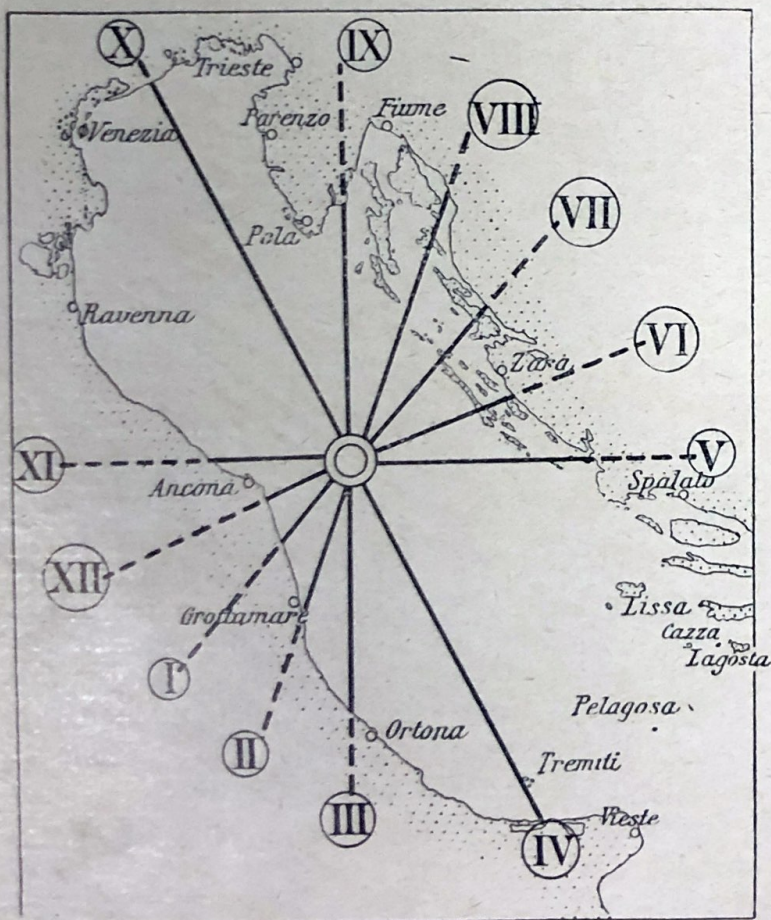 X
IX
Trieste
VIII
Fiume
Parenzo
Venezia
VII
Pola
Ravenna
VI
Zara
XI
V
Ancona
Spalato
XII
Grottamare
Lissa
Cazza
Lagosta
I
Pelagosa
II
Ortona
Tremiti
III
Vieste
IV